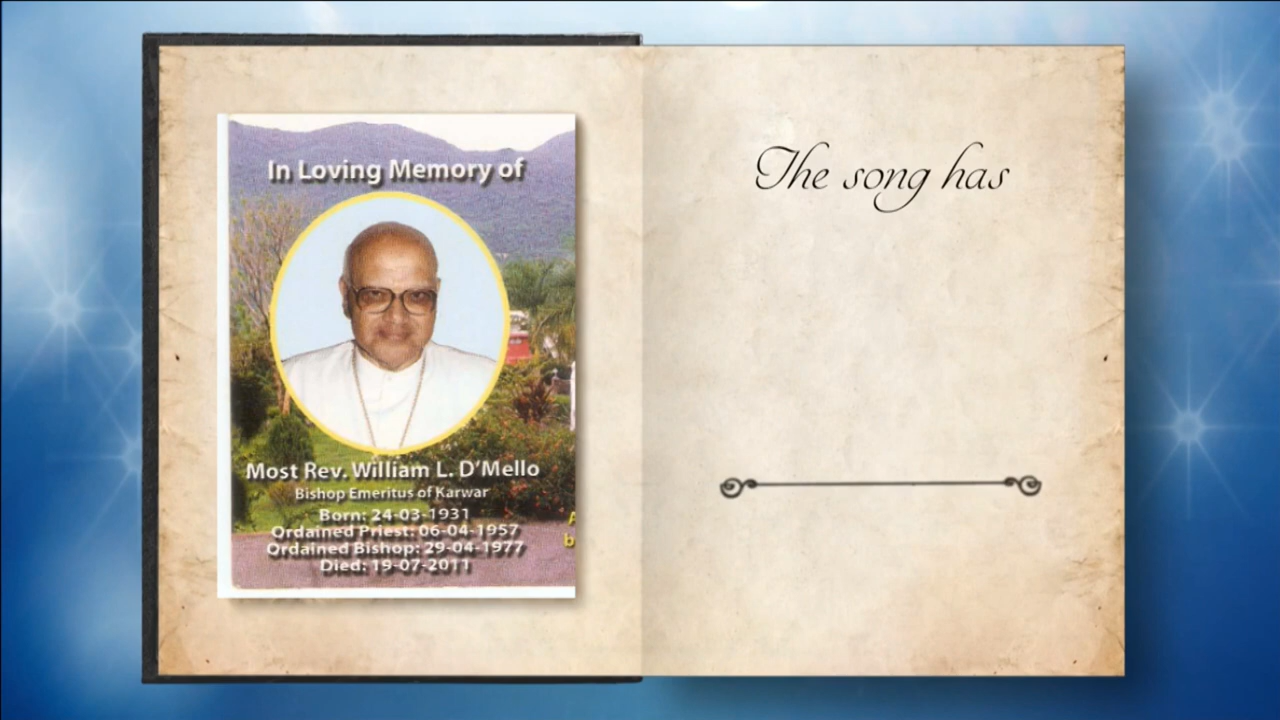 In Loving Memory of
Most Rev. William L. D'Mello
Bishop Emeritus of Karwar
Born: 24-03-1931
Ordained Priest: 06-04-1957
Ordained Bishop: 29-04-1977
Died: 19-07-2011
The song has